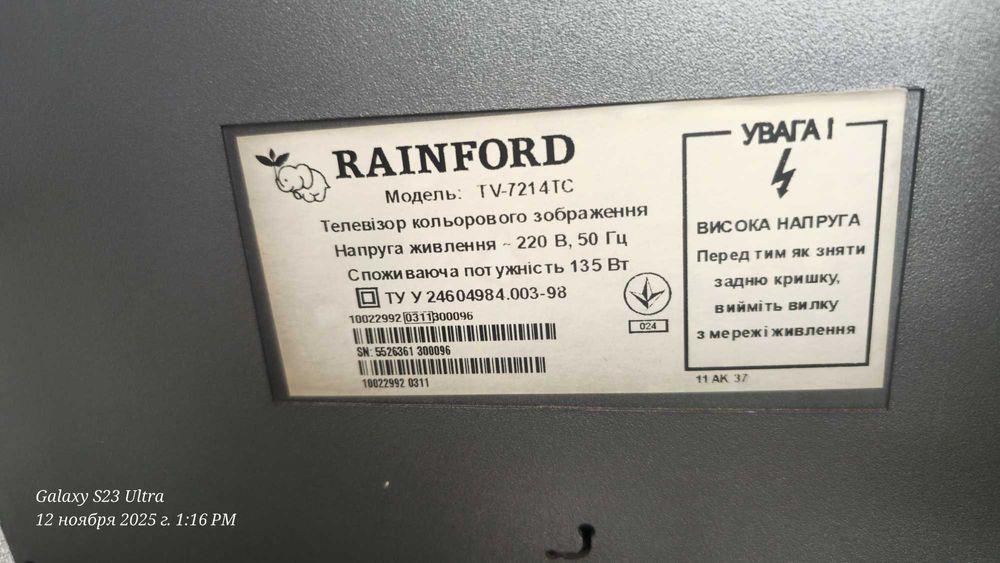 RAINFORD
Модель: TV-7214TC
Телевізор кольорового зображення
Напруга живлення ~ 220 В, 50 Гц
Споживаюча потужність 135 Вт
ТУ У 24604984.003-98
10022992 0311 300096
SN: 5526361 300096
10022992 0311
024
УВАГА!
ВИСОКА НАПРУГА
Перед тим як зняти
задню кришку,
вийміть вилку
з мережі живлення
11 AK 37
Galaxy S23 Ultra
12 ноября 2025 г. 1:16 PM